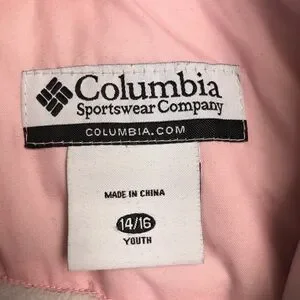 Columbia
Sportswear Company
COLUMBIA.COM
MADE IN CHINA
14/16
YOUTH